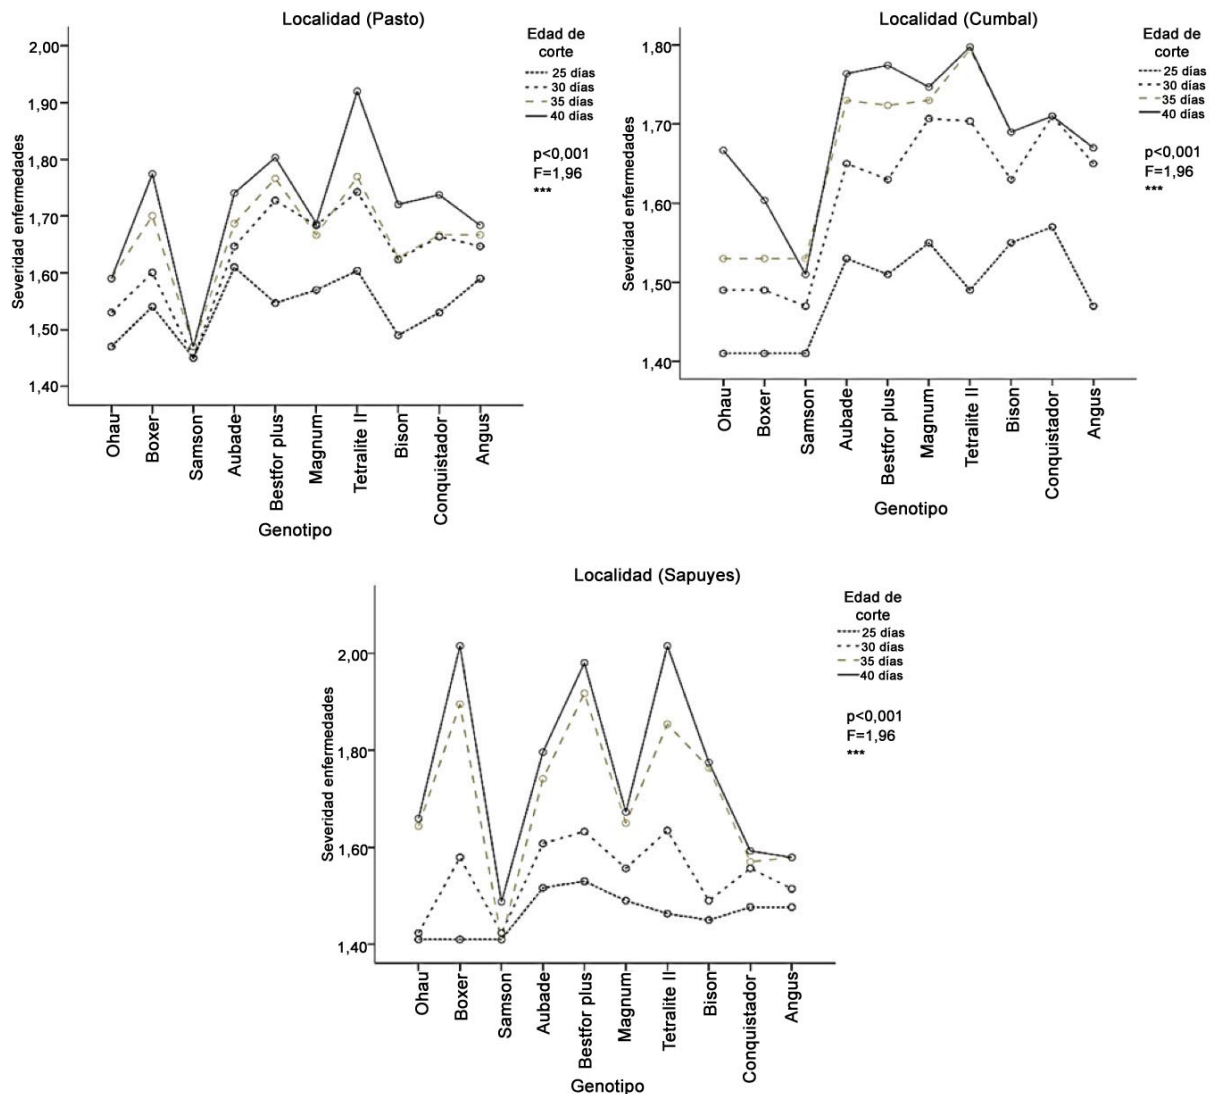 Localidad (Pasto)
2,00
1,90
1,80
1,70
1,60
1,50
1,40
Severidad enfermedades
Ohau
Boxer
Samson
Aubade
Bestfor plus
Magnum
Tetralite II
Bison
Conquistador
Angus
Genotipo
Edad de
corte
25 días
30 días
35 días
40 días
p<0,001
F=1,96
***
Localidad (Cumbal)
1,80
1,70
1,60
1,50
1,40
Severidad enfermedades
Ohau
Boxer
Samson
Aubade
Bestfor plus
Magnum
Tetralite II
Bison
Conquistador
Angus
Genotipo
Edad de
corte
25 días
30 días
35 días
40 días
p<0,001
F=1,96
***
Localidad (Sapuyes)
2,00
1,80
1,60
1,40
Severidad enfermedades
Ohau
Boxer
Samson
Aubade
Bestfor plus
Magnum
Tetralite II
Bison
Conquistador
Angus
Genotipo
Edad de
corte
25 días
30 días
35 días
40 días
p<0,001
F=1,96
***